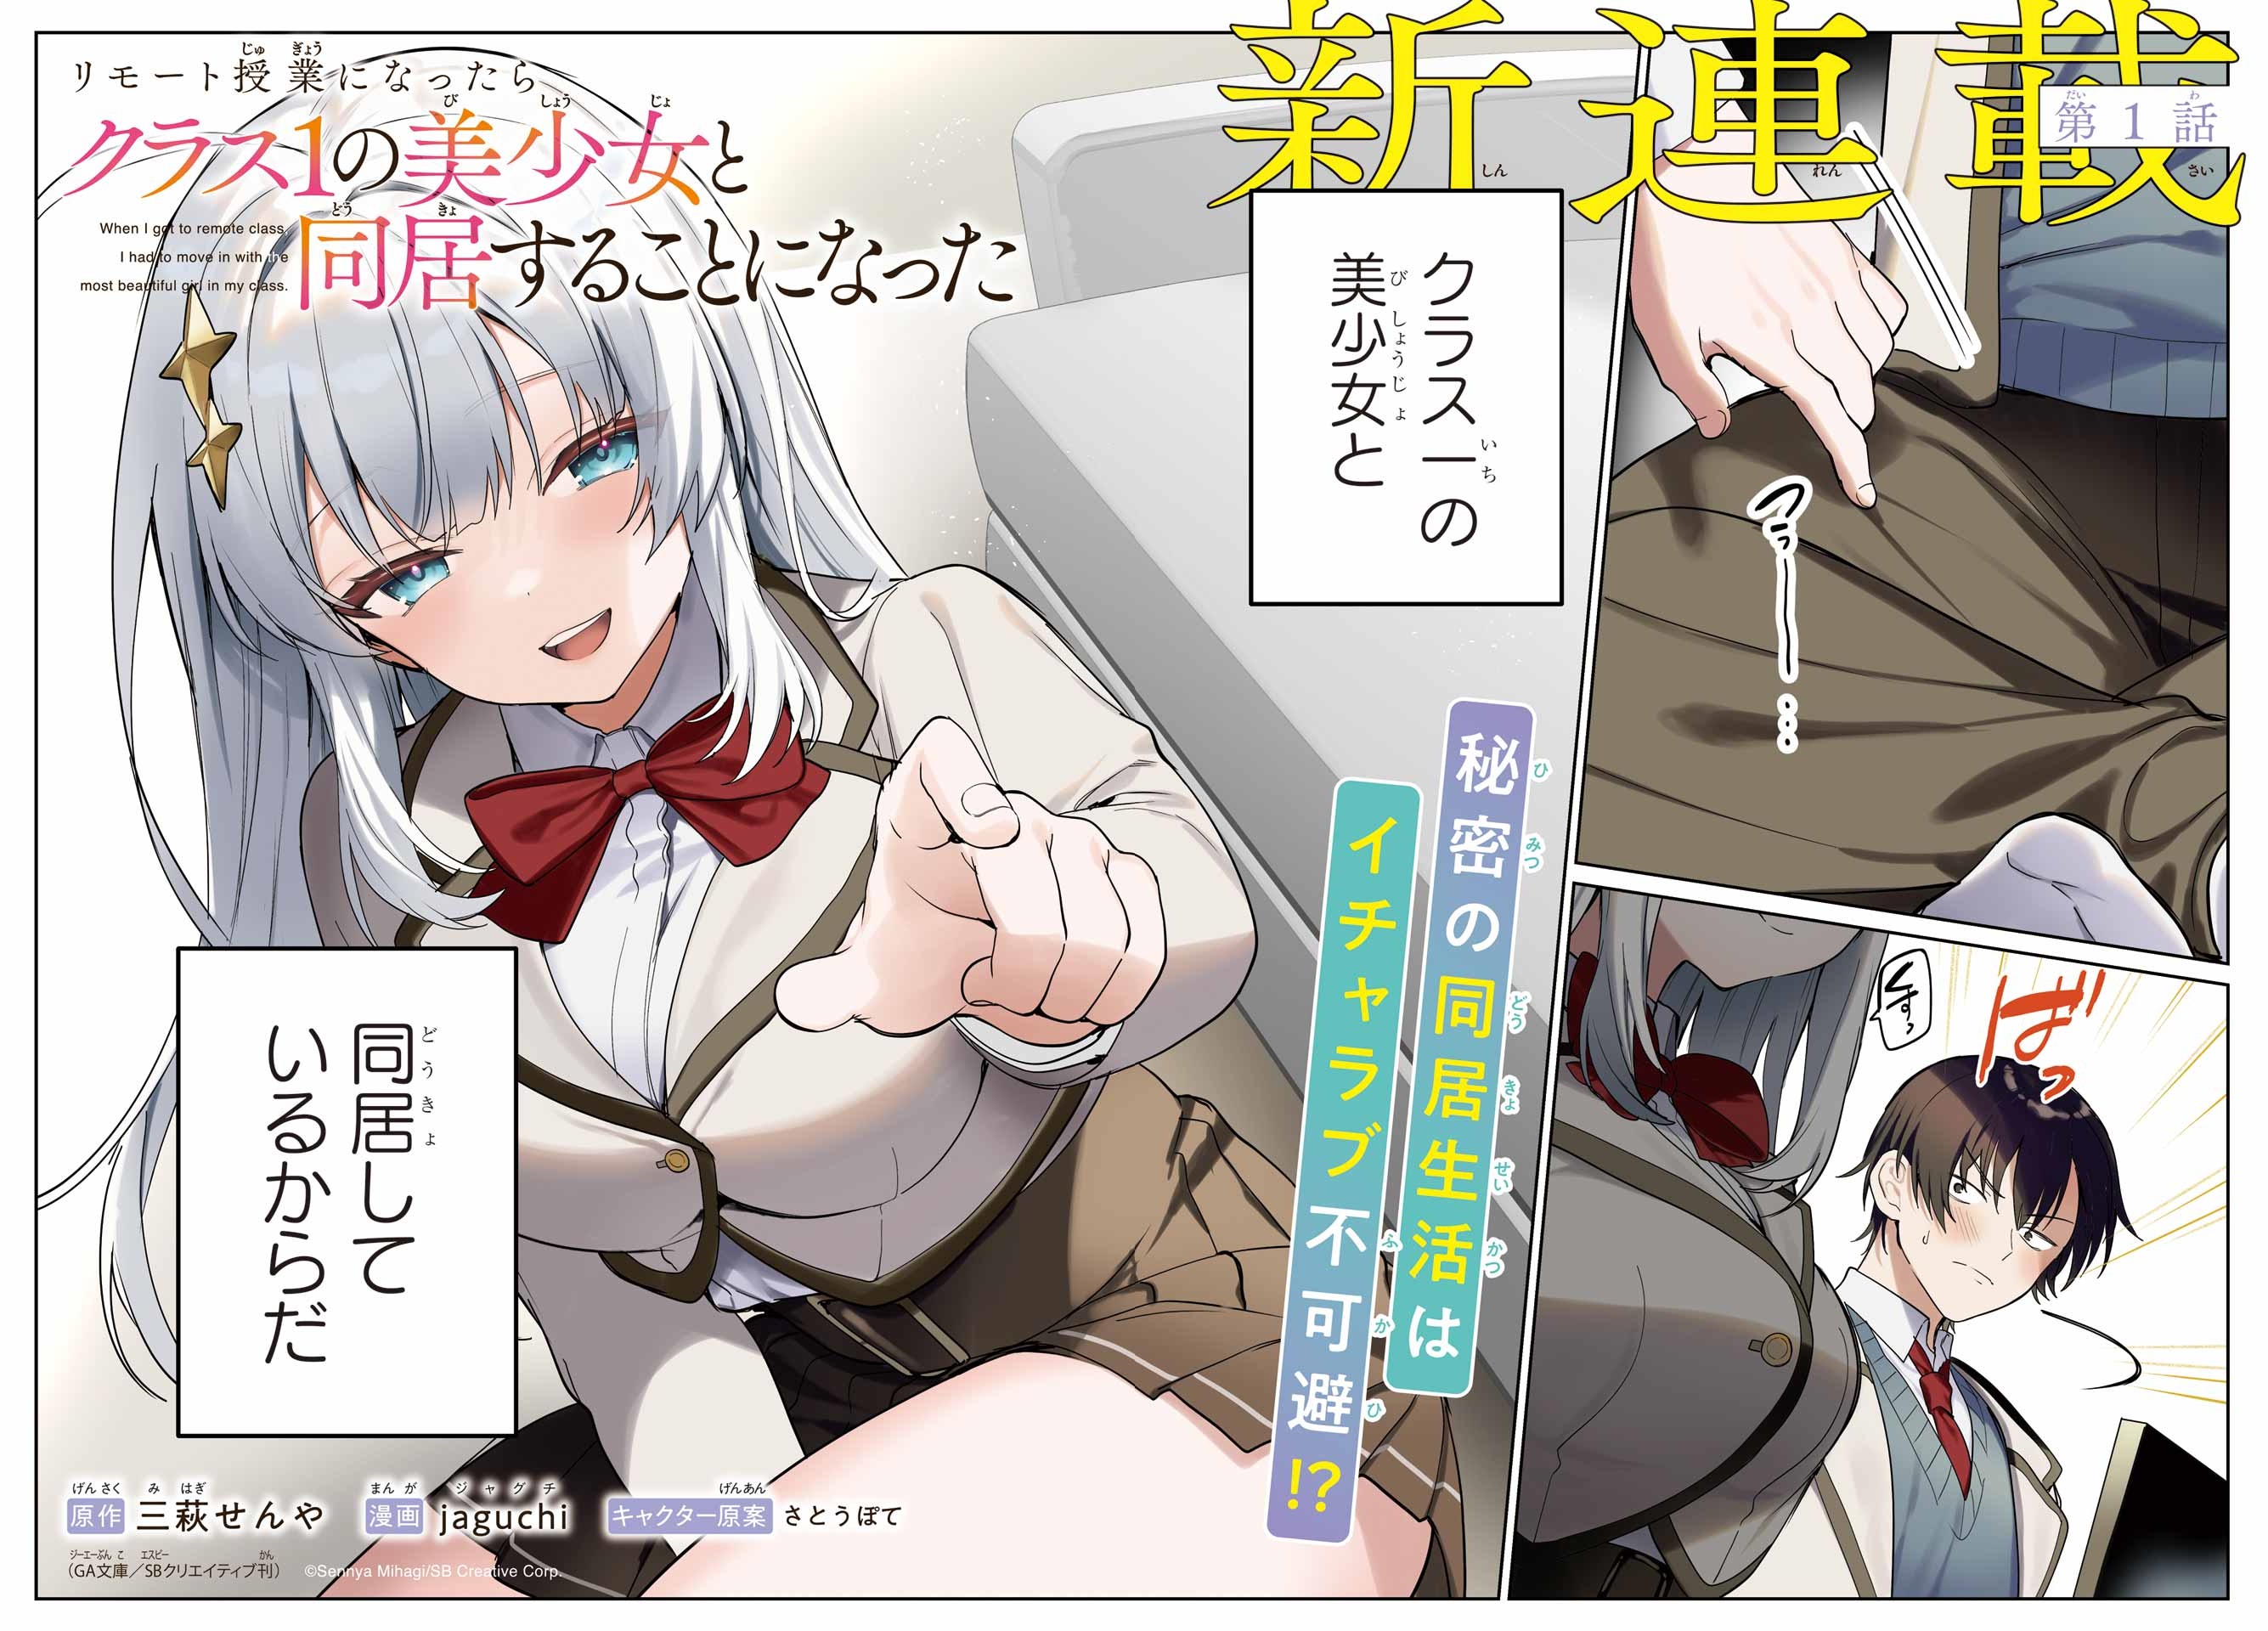 新連載
第1話
つぅ――…
ばっ
くすっ
リモート授業になったら
クラス1の美少女と
同居することになった
When I got to remote class,
I had to move in with the
most beautiful girl in my class.
クラス一の
美少女と
秘密の同居生活は
イチャラブ不可避!?
同居して
いるからだ
原作 三萩せんや 漫画 jaguchi キャクター原案 さとうぽて
(GA文庫/SBクリエイティブ刊) ©Sennya Mihagi/SB Creative Corp.